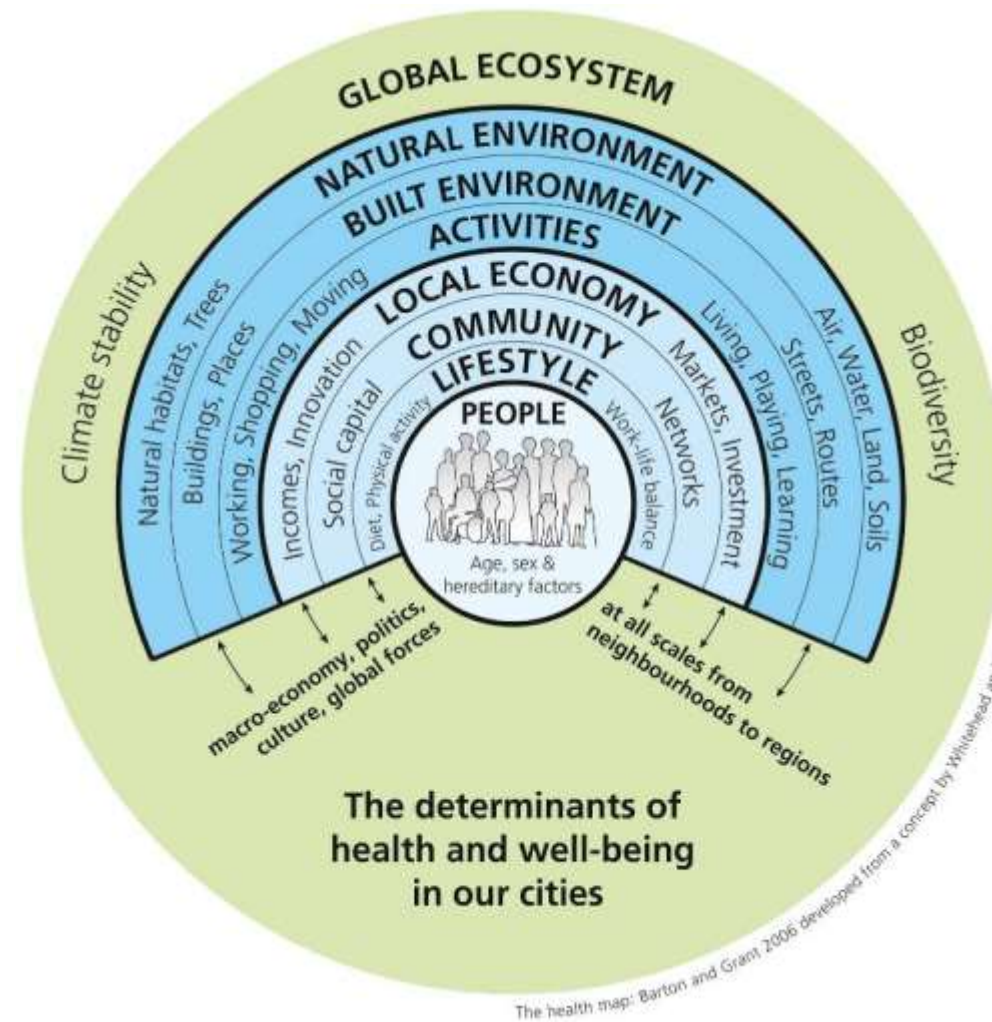 GLOBAL ECOSYSTEM
NATURAL ENVIRONMENT
BUILT ENVIRONMENT
ACTIVITIES
LOCAL ECONOMY
COMMUNITY
LIFESTYLE
PEOPLE
Age, sex &
hereditary factors
Climate stability
Natural habitats, Trees
Buildings, Places
Working, Shopping, Moving
Incomes, Innovation
Social capital
Diet, Physical activity
Work-life balance
Networks
Markets, Investment
Living, Playing, Learning
Streets, Routes
Air, Water, Land, Soils
Biodiversity
macro-economy, politics,
culture, global forces
at all scales from
neighbourhoods to regions
The determinants of
health and well-being
in our cities
The health map: Barton and Grant 2006 developed from a concept by Whitehead